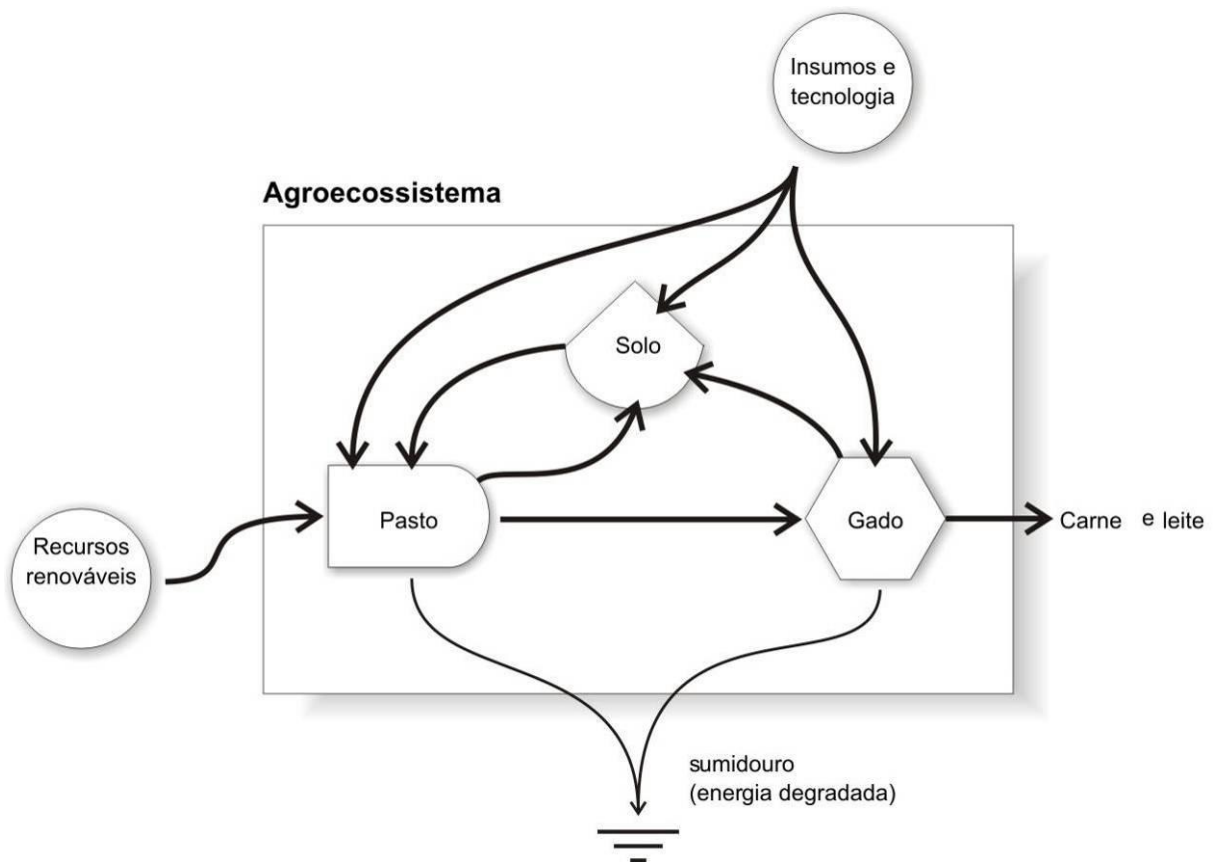 Insumos e
tecnologia
Agroecossistema
Solo
Pasto
Gado
Carne e leite
Recursos
renováveis
sumidouro
(energia degradada)